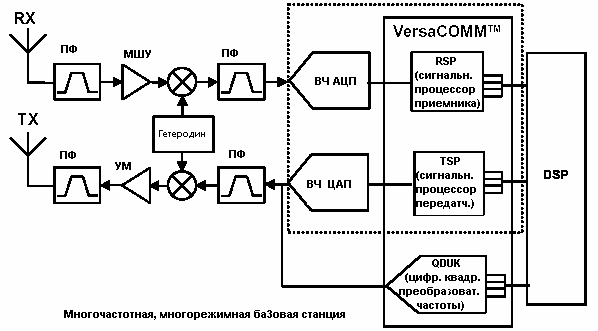 RX
ПФ
МШУ
ПФ
ВЧ АЦП
VersaCOMM™
RSP
(сигнальн.
процессор
приемника)
TX
Гетеродин
ПФ
УМ
ПФ
ВЧ ЦАП
TSP
(сигнальн.
процессор
передатч.)
DSP
QDUK
(цифр. квадр.
преобразоват.
частоты)
Многочастотная, многорежимная базовая станция